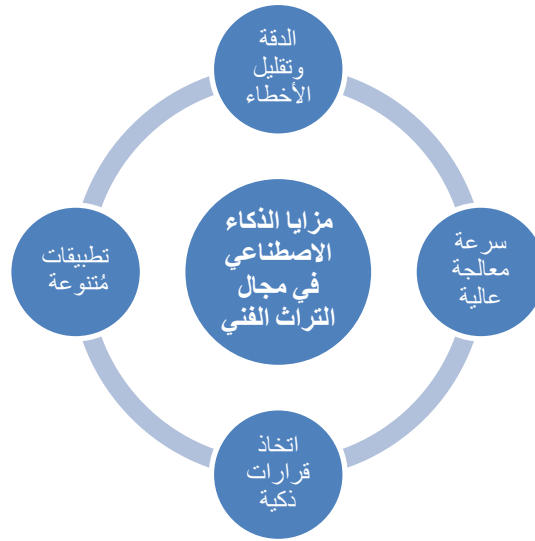 الدقة
وتقليل
الأخطاء
مزايا الذكاء
الاصطناعي
في مجال
التراث الفني
سرعة
معالجة
عالية
تطبيقات
مُتنوعة
اتخاذ
قرارات
ذكية